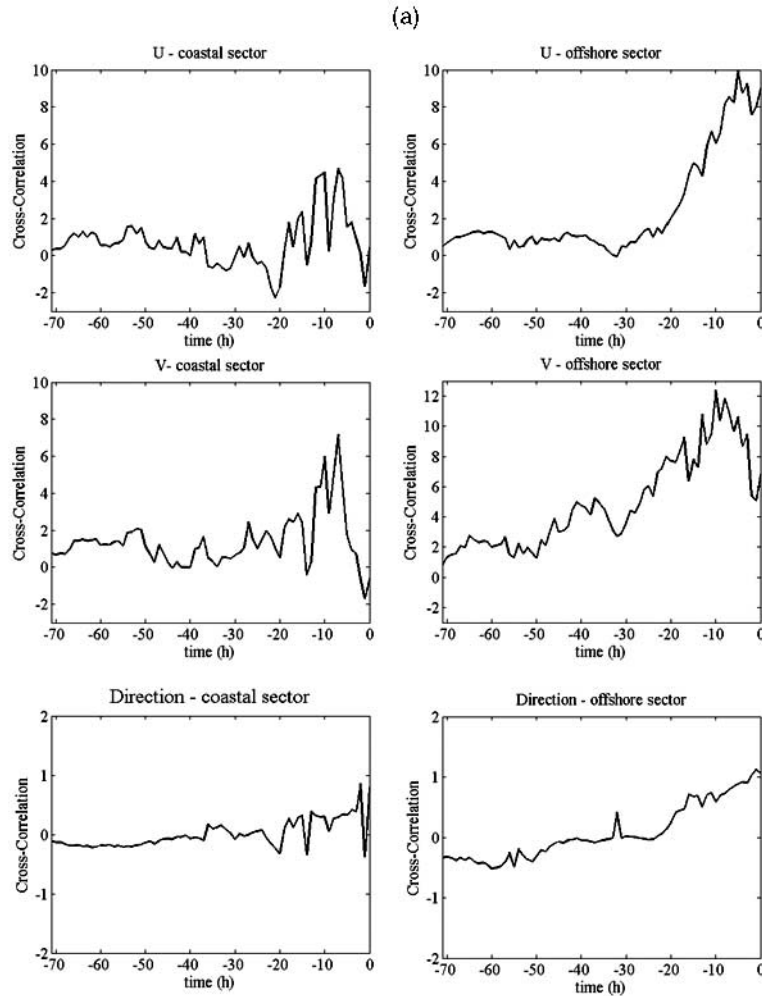 (a)
U - coastal sector
10
8
6
4
2
0
-2
Cross-Correlation
-70 -60 -50 -40 -30 -20 -10 0
time (h)
U - offshore sector
10
8
6
4
2
0
-2
Cross-Correlation
-70 -60 -50 -40 -30 -20 -10 0
time (h)
V- coastal sector
10
8
6
4
2
0
-2
Cross-Correlation
-70 -60 -50 -40 -30 -20 -10 0
time (h)
V - offshore sector
12
10
8
6
4
2
0
-2
Cross-Correlation
-70 -60 -50 -40 -30 -20 -10 0
time (h)
Direction - coastal sector
2
1
0
-1
-2
Cross-Correlation
-70 -60 -50 -40 -30 -20 -10 0
time (h)
Direction - offshore sector
2
1
0
-1
-2
Cross-Correlation
-70 -60 -50 -40 -30 -20 -10 0
time (h)